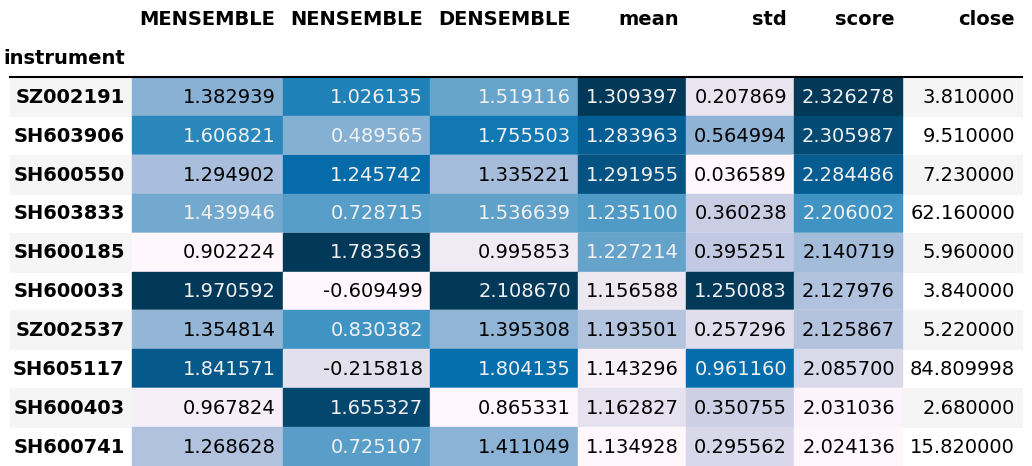 MENSEMBLE NENSEMBLE DENSEMBLE mean std score close
instrument
SZ002191 1.382939 1.026135 1.519116 1.309397 0.207869 2.326278 3.810000
SH603906 1.606821 0.489565 1.755503 1.283963 0.564994 2.305987 9.510000
SH600550 1.294902 1.245742 1.335221 1.291955 0.036589 2.284486 7.230000
SH603833 1.439946 0.728715 1.536639 1.235100 0.360238 2.206002 62.160000
SH600185 0.902224 1.783563 0.995853 1.227214 0.395251 2.140719 5.960000
SH600033 1.970592 -0.609499 2.108670 1.156588 1.250083 2.127976 3.840000
SZ002537 1.354814 0.830382 1.395308 1.193501 0.257296 2.125867 5.220000
SH605117 1.841571 -0.215818 1.804135 1.143296 0.961160 2.085700 84.809998
SH600403 0.967824 1.655327 0.865331 1.162827 0.350755 2.031036 2.680000
SH600741 1.268628 0.725107 1.411049 1.134928 0.295562 2.024136 15.820000